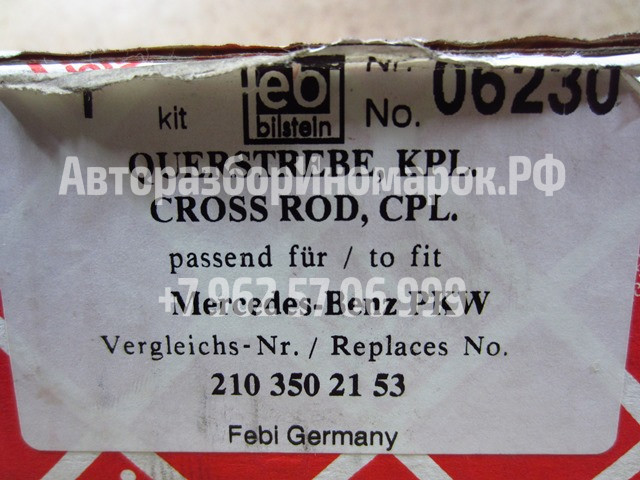 1 kit
febi
bilstein
Nr.
No. 06230
QUERSTREBE, KPL.
АвторазборИномарок.РФ
CROSS ROD, CPL.
passend für / to fit
+7 962 57 06 999
Mercedes-Benz PKW
Vergleichs-Nr. / Replaces No.
210 350 21 53
Febi Germany